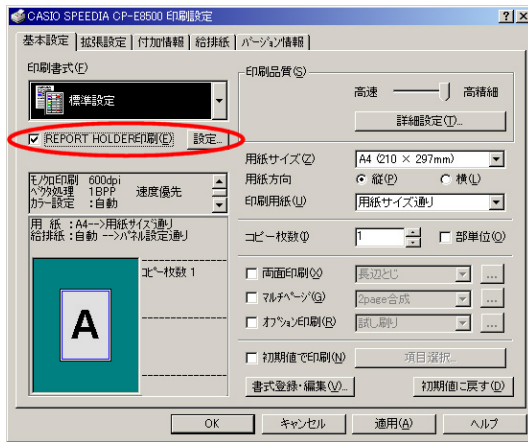 CASIO SPEEDIA CP-E8500 印刷設定
基本設定 拡張設定 付加情報 給排紙 バージョン情報
印刷書式(F)
標準設定
REPORT HOLDER印刷(E) 設定...
モノクロ印刷 600dpi
ベクタ処理 1BPP 速度優先
カラー設定 :自動
用 紙 :A4-->用紙サイズ通り
給排紙:自動 -->パネル設定通り
コピー枚数 1
A
印刷品質(S)
高速 高精細
詳細設定(T)...
用紙サイズ(Z) A4 (210 × 297mm)
用紙方向 縦(P) 横(L)
印刷用紙(U) 用紙サイズ通り
コピー枚数(I) 1 部単位(O)
両面印刷(X) 長辺とじ ...
マルチページ(G) 2page合成 ...
オプション印刷(R) 試し刷り ...
初期値で印刷(N) 項目選択...
書式登録・編集(V)... 初期値に戻す(D)
OK キャンセル 適用(A) ヘルプ